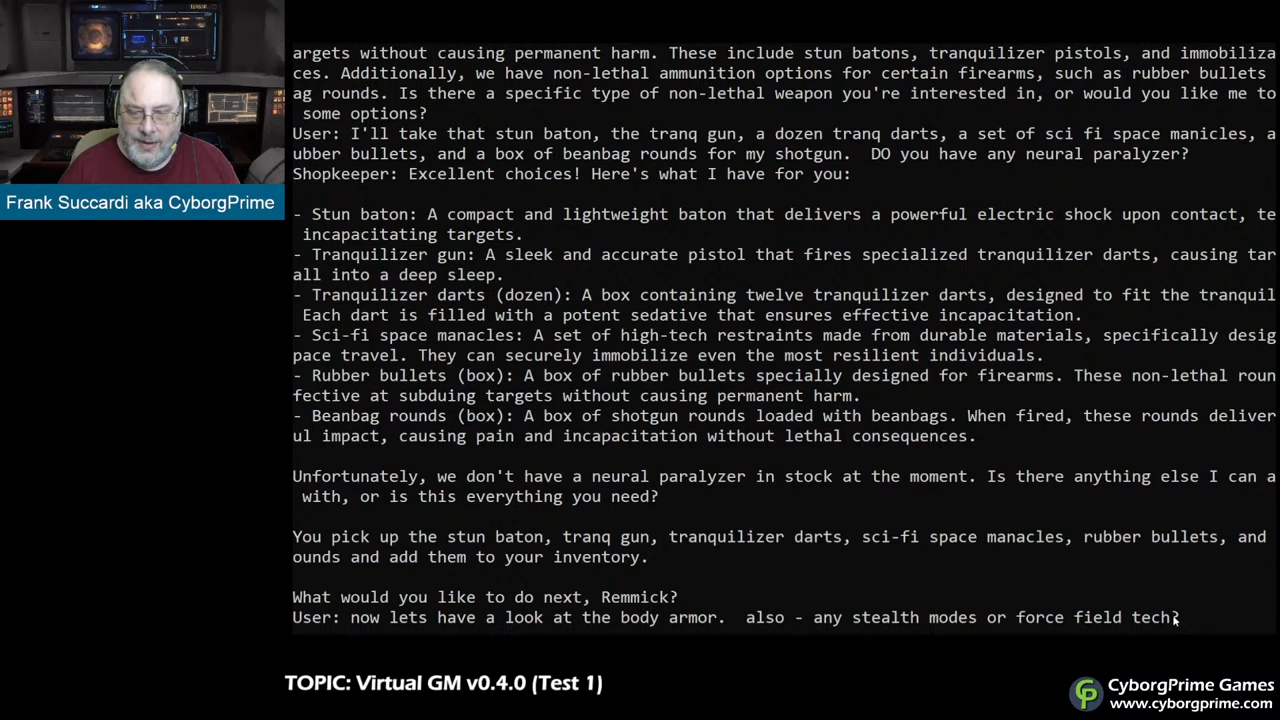 argets without causing permanent harm. These include stun batons, tranquilizer pistols, and immobiliza
ces. Additionally, we have non-lethal ammunition options for certain firearms, such as rubber bullets
ag rounds. Is there a specific type of non-lethal weapon you're interested in, or would you like me to
some options?
User: I'll take that stun baton, the tranq gun, a dozen tranq darts, a set of sci fi space manicles, a
ubber bullets, and a box of beanbag rounds for my shotgun.  DO you have any neural paralyzer?
Shopkeeper: Excellent choices! Here's what I have for you:
- Stun baton: A compact and lightweight baton that delivers a powerful electric shock upon contact, te
incapacitating targets.
- Tranquilizer gun: A sleek and accurate pistol that fires specialized tranquilizer darts, causing tar
all into a deep sleep.
- Tranquilizer darts (dozen): A box containing twelve tranquilizer darts, designed to fit the tranquil
Each dart is filled with a potent sedative that ensures effective incapacitation.
- Sci-fi space manacles: A set of high-tech restraints made from durable materials, specifically desig
pace travel. They can securely immobilize even the most resilient individuals.
- Rubber bullets (box): A box of rubber bullets specially designed for firearms. These non-lethal roun
fective at subduing targets without causing permanent harm.
- Beanbag rounds (box): A box of shotgun rounds loaded with beanbags. When fired, these rounds deliver
ul impact, causing pain and incapacitation without lethal consequences.
Unfortunately, we don't have a neural paralyzer in stock at the moment. Is there anything else I can a
with, or is this everything you need?
You pick up the stun baton, tranq gun, tranquilizer darts, sci-fi space manacles, rubber bullets, and
ounds and add them to your inventory.
What would you like to do next, Remmick?
User: now lets have a look at the body armor.  also - any stealth modes or force field tech?
Frank Succardi aka CyborgPrime
TOPIC: Virtual GM v0.4.0 (Test 1)
CyborgPrime Games
www.cyborgprime.com